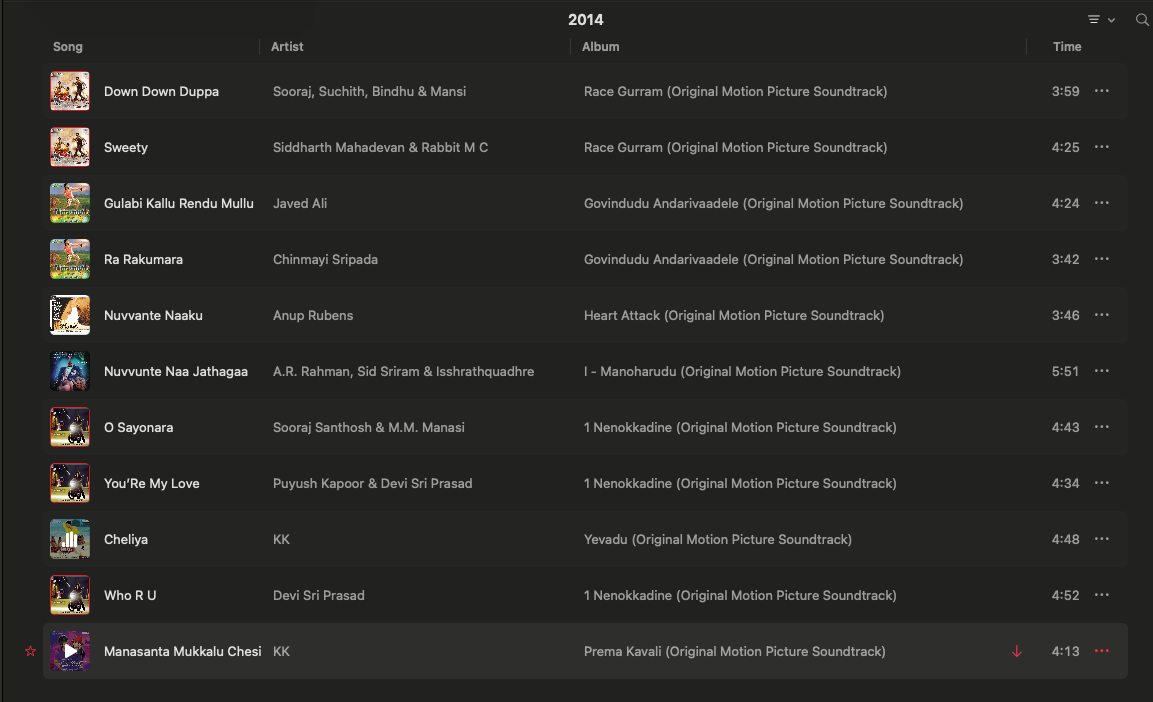 2014
Song Artist Album Time
Down Down Duppa Sooraj, Suchith, Bindhu & Mansi Race Gurram (Original Motion Picture Soundtrack) 3:59
Sweety Siddharth Mahadevan & Rabbit M C Race Gurram (Original Motion Picture Soundtrack) 4:25
Gulabi Kallu Rendu Mullu Javed Ali Govindudu Andarivaadele (Original Motion Picture Soundtrack) 4:24
Ra Rakumara Chinmayi Sripada Govindudu Andarivaadele (Original Motion Picture Soundtrack) 3:42
Nuvvante Naaku Anup Rubens Heart Attack (Original Motion Picture Soundtrack) 3:46
Nuvvunte Naa Jathagaa A.R. Rahman, Sid Sriram & Isshrathquadhre I - Manoharudu (Original Motion Picture Soundtrack) 5:51
O Sayonara Sooraj Santhosh & M.M. Manasi 1 Nenokkadine (Original Motion Picture Soundtrack) 4:43
You’Re My Love Puyush Kapoor & Devi Sri Prasad 1 Nenokkadine (Original Motion Picture Soundtrack) 4:34
Cheliya KK Yevadu (Original Motion Picture Soundtrack) 4:48
Who R U Devi Sri Prasad 1 Nenokkadine (Original Motion Picture Soundtrack) 4:52
Manasanta Mukkalu Chesi KK Prema Kavali (Original Motion Picture Soundtrack) 4:13